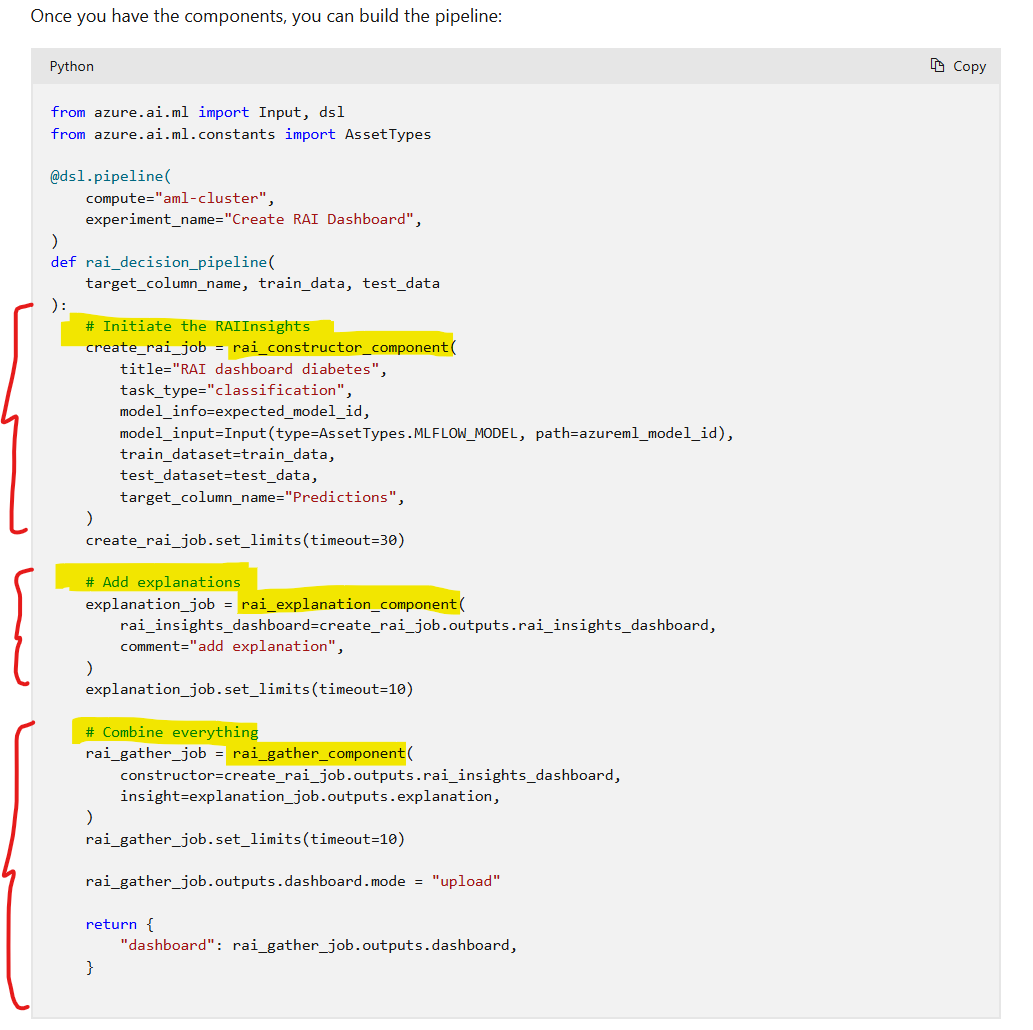 Once you have the components, you can build the pipeline:
Python
Copy
from azure.ai.ml import Input, dsl
from azure.ai.ml.constants import AssetTypes
@dsl.pipeline(
    compute="aml-cluster",
    experiment_name="Create RAI Dashboard",
)
def rai_decision_pipeline(
    target_column_name, train_data, test_data
):
    # Initiate the RAIInsights
    create_rai_job = rai_constructor_component(
        title="RAI dashboard diabetes",
        task_type="classification",
        model_info=expected_model_id,
        model_input=Input(type=AssetTypes.MLFLOW_MODEL, path=azureml_model_id),
        train_dataset=train_data,
        test_dataset=test_data,
        target_column_name="Predictions",
    )
    create_rai_job.set_limits(timeout=30)
    # Add explanations
    explanation_job = rai_explanation_component(
        rai_insights_dashboard=create_rai_job.outputs.rai_insights_dashboard,
        comment="add explanation",
    )
    explanation_job.set_limits(timeout=10)
    # Combine everything
    rai_gather_job = rai_gather_component(
        constructor=create_rai_job.outputs.rai_insights_dashboard,
        insight=explanation_job.outputs.explanation,
    )
    rai_gather_job.set_limits(timeout=10)
    rai_gather_job.outputs.dashboard.mode = "upload"
    return {
        "dashboard": rai_gather_job.outputs.dashboard,
    }